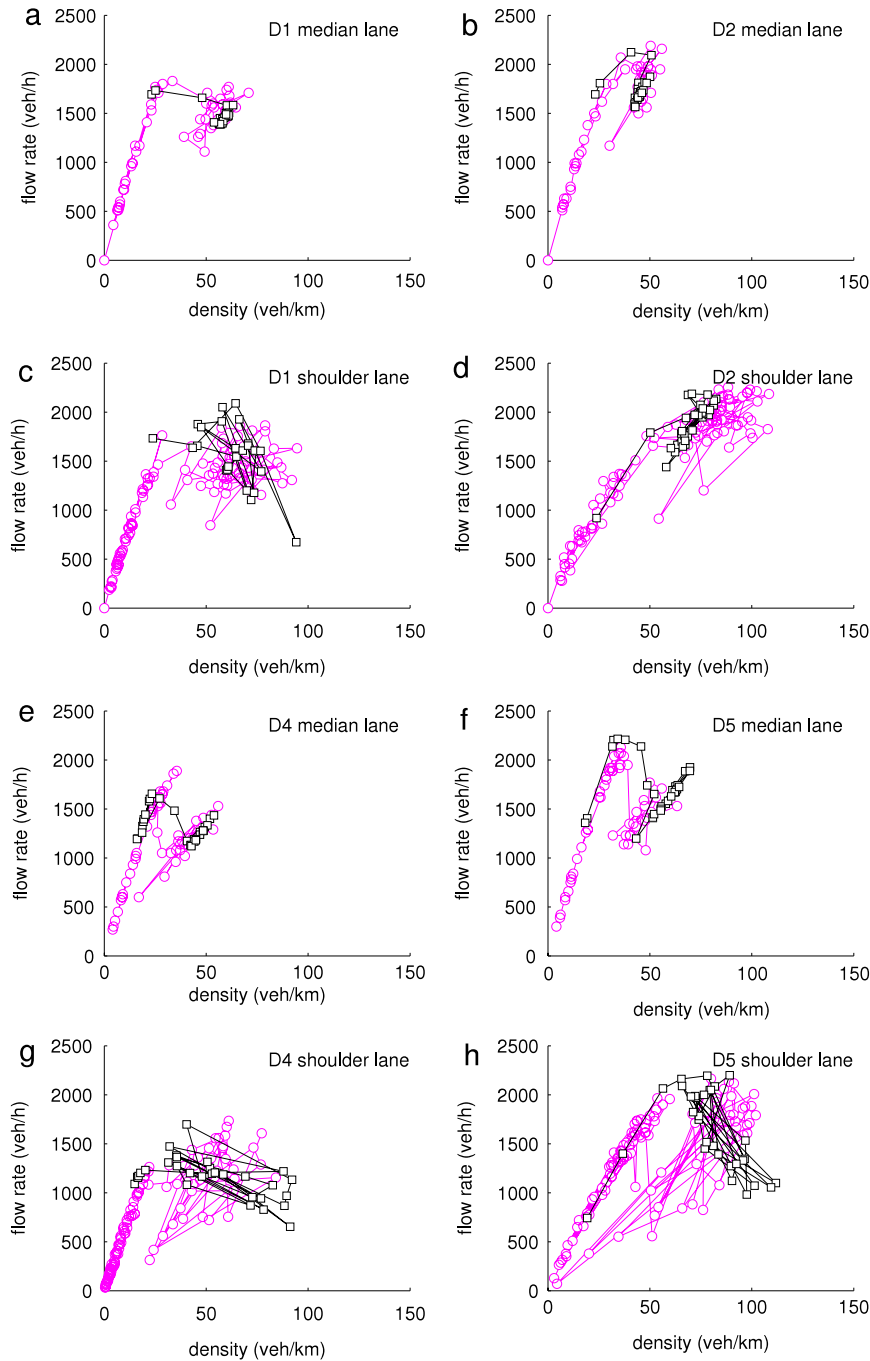 a
D1 median lane
2500
2000
1500
1000
500
0
0
50
100
150
flow rate (veh/h)
density (veh/km)
b
D2 median lane
2500
2000
1500
1000
500
0
0
50
100
150
flow rate (veh/h)
density (veh/km)
c
D1 shoulder lane
2500
2000
1500
1000
500
0
0
50
100
150
flow rate (veh/h)
density (veh/km)
d
D2 shoulder lane
2500
2000
1500
1000
500
0
0
50
100
150
flow rate (veh/h)
density (veh/km)
e
D4 median lane
2500
2000
1500
1000
500
0
0
50
100
150
flow rate (veh/h)
density (veh/km)
f
D5 median lane
2500
2000
1500
1000
500
0
0
50
100
150
flow rate (veh/h)
density (veh/km)
g
D4 shoulder lane
2500
2000
1500
1000
500
0
0
50
100
150
flow rate (veh/h)
density (veh/km)
h
D5 shoulder lane
2500
2000
1500
1000
500
0
0
50
100
150
flow rate (veh/h)
density (veh/km)